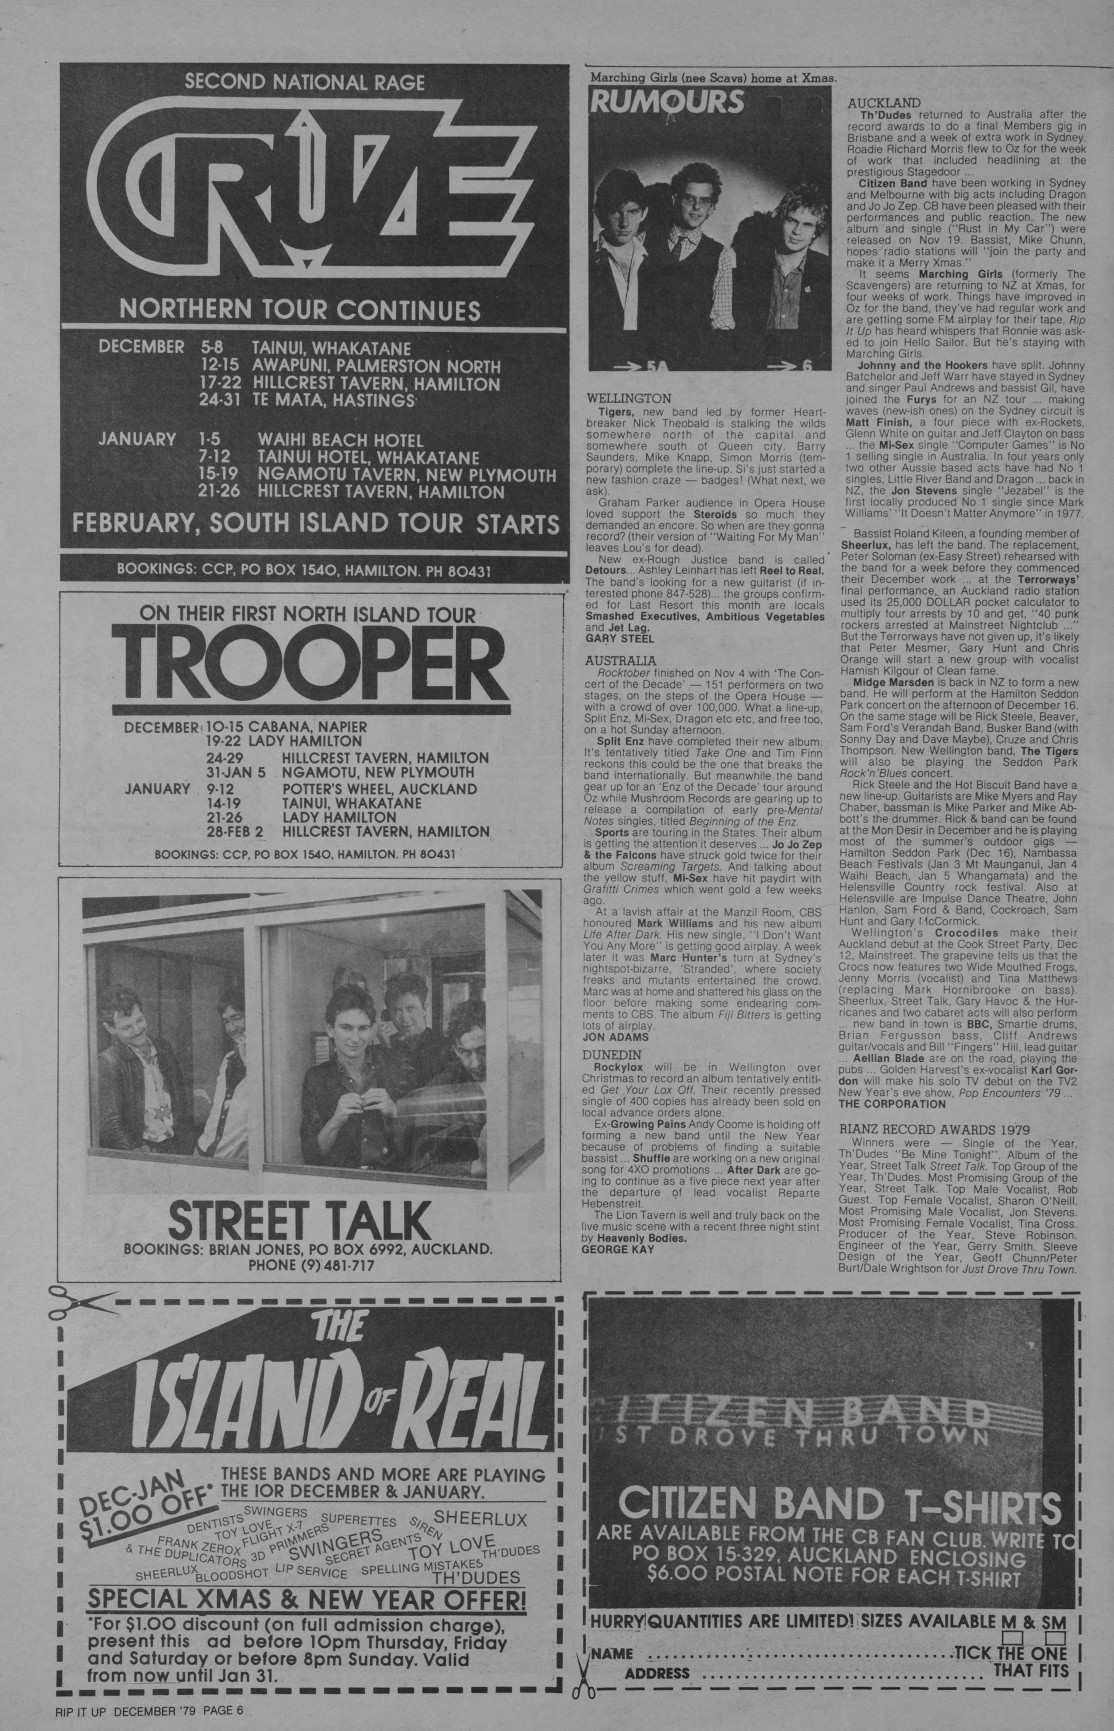 SECOND NATIONAL RAGE
CRUZE
NORTHERN TOUR CONTINUES
DECEMBER 5-8 TAINUI, WHAKATANE
12-15 AWAPUNI, PALMERSTON NORTH
17-22 HILLCREST TAVERN, HAMILTON
24-31 TE MATA, HASTINGS
JANUARY 1-5 WAIHI BEACH HOTEL
7-12 TAINUI HOTEL, WHAKATANE
15-19 NGAMOTU TAVERN, NEW PLYMOUTH
21-26 HILLCREST TAVERN, HAMILTON
FEBRUARY, SOUTH ISLAND TOUR STARTS
BOOKINGS: CCP, PO BOX 1540, HAMILTON. PH 80431
ON THEIR FIRST NORTH ISLAND TOUR
TROOPER
DECEMBER 10-15 CABANA, NAPIER
19-22 LADY HAMILTON
24-29 HILLCREST TAVERN, HAMILTON
31-JAN 5 NGAMOTU, NEW PLYMOUTH
JANUARY 9-12 POTTER'S WHEEL, AUCKLAND
14-19 TAINUI, WHAKATANE
21-26 LADY HAMILTON
28-FEB 2 HILLCREST TAVERN, HAMILTON
BOOKINGS: CCP, PO BOX 1540, HAMILTON. PH 80431
STREET TALK
BOOKINGS: BRIAN JONES, PO BOX 6992, AUCKLAND.
PHONE (9) 481-717
THE
ISLAND OF REAL
DEC-JAN
$1.00 OFF*
THESE BANDS AND MORE ARE PLAYING
THE IOR DECEMBER & JANUARY.
DENTISTS SWINGERS SUPERETTES SIREN SHEERLUX
TOY LOVE FLIGHT X-7
FRANK ZEROX 3D PRIMMERS SWINGERS SECRET AGENTS TOY LOVE TH'DUDES
& THE DUPLICATORS
SHEERLUX BLOODSHOT LIP SERVICE SPELLING MISTAKES
TH'DUDES
SPECIAL XMAS & NEW YEAR OFFER!
*For $1.00 discount (on full admission charge),
present this ad before 10pm Thursday, Friday
and Saturday or before 8pm Sunday. Valid
from now until Jan 31.
Marching Girls (nee Scavs) home at Xmas.
RUMOURS
5A
6
WELLINGTON
Tigers, new band led by former Heart-
breaker Nick Theobald is stalking the wilds
somewhere north of the capital and
somewhere south of Queen city. Barry
Saunders, Mike Knapp, Simon Morris (tem-
porary) complete the line-up. Si's just started a
new fashion craze — badges! (What next, we
ask).
Graham Parker audience in Opera House
loved support the Steroids so much they
demanded an encore. So when are they gonna
record? (their version of "Waiting For My Man"
leaves Lou's for dead).
New ex-Rough Justice band is called
Detours... Ashley Leinhart has left Reel to Real.
The band's looking for a new guitarist (if in-
terested phone 847-528)... the groups confirm-
ed for Last Resort this month are locals
Smashed Executives, Ambitious Vegetables
and Jet Lag.
GARY STEEL
AUSTRALIA
Rocktober finished on Nov 4 with 'The Con-
cert of the Decade' — 151 performers on two
stages, on the steps of the Opera House —
with a crowd of over 100,000. What a line-up,
Split Enz, Mi-Sex, Dragon etc etc, and free too,
on a hot Sunday afternoon.
Split Enz have completed their new album.
It's tentatively titled Take One and Tim Finn
reckons this could be the one that breaks the
band internationally. But meanwhile the band
gear up for an 'Enz of the Decade' tour around
Oz while Mushroom Records are gearing up to
release a compilation of early pre-Mental
Notes singles, titled Beginning of the Enz.
Sports are touring in the States. Their album
is getting the attention it deserves ... Jo Jo Zep
& the Falcons have struck gold twice for their
album Screaming Targets. And talking about
the yellow stuff, Mi-Sex have hit paydirt with
Grafitti Crimes which went gold a few weeks
ago.
At a lavish affair at the Manzil Room, CBS
honoured Mark Williams and his new album
Life After Dark. His new single, "I Don't Want
You Any More" is getting good airplay. A week
later it was Marc Hunter's turn at Sydney's
nightspot-bizarre, 'Stranded', where society
freaks and mutants entertained the crowd.
Marc was at home and shattered his glass on the
floor before making some endearing com-
ments to CBS. The album Fiji Bitters is getting
lots of airplay.
JON ADAMS
DUNEDIN
Rockylox will be in Wellington over
Christmas to record an album tentatively entitl-
ed Get Your Lox Off. Their recently pressed
single of 400 copies has already been sold on
local advance orders alone.
Ex-Growing Pains Andy Coome is holding off
forming a new band until the New Year
because of problems of finding a suitable
bassist... Shuffle are working on a new original
song for 4XO promotions ... After Dark are go-
ing to continue as a five piece next year after
the departure of lead vocalist Reparte
Hebenstreit.
The Lion Tavern is well and truly back on the
live music scene with a recent three night stint
by Heavenly Bodies.
GEORGE KAY
AUCKLAND
Th'Dudes returned to Australia after the
record awards to do a final Members gig in
Brisbane and a week of extra work in Sydney.
Roadie Richard Morris flew to Oz for the week
of work that included headlining at the
prestigious Stagedoor ...
Citizen Band have been working in Sydney
and Melbourne with big acts including Dragon
and Jo Jo Zep. CB have been pleased with their
performances and public reaction. The new
album and single ("Rust in My Car") were
released on Nov 19. Bassist, Mike Chunn,
hopes radio stations will "join the party and
make it a Merry Xmas."
It seems Marching Girls (formerly The
Scavengers) are returning to NZ at Xmas, for
four weeks of work. Things have improved in
Oz for the band, they've had regular work and
are getting some FM airplay for their tape. Rip
It Up has heard whispers that Ronnie was ask-
ed to join Hello Sailor. But he's staying with
Marching Girls.
Johnny and the Hookers have split. Johnny
Batchelor and Jeff Warr have stayed in Sydney
and singer Paul Andrews and bassist Gil, have
joined the Furys for an NZ tour ... making
waves (new-ish ones) on the Sydney circuit is
Matt Finish, a four piece with ex-Rockets,
Glenn White on guitar and Jeff Clayton on bass
... the Mi-Sex single "Computer Games" is No
1 selling single in Australia. In four years only
two other Aussie based acts have had No 1
singles, Little River Band and Dragon ... back in
NZ, the Jon Stevens single "Jezabel" is the
first locally produced No 1 single since Mark
Williams' "It Doesn't Matter Anymore" in 1977.
Bassist Roland Kileen, a founding member of
Sheerlux, has left the band. The replacement,
Peter Soloman (ex-Easy Street) rehearsed with
the band for a week before they commenced
their December work ... at the Terrorways'
final performance, an Auckland radio station
used its 25,000 DOLLAR pocket calculator to
multiply four arrests by 10 and get, "40 punk
rockers arrested at Mainstreet Nightclub ..."
But the Terrorways have not given up, it's likely
that Peter Mesmer, Gary Hunt and Chris
Orange will start a new group with vocalist
Hamish Kilgour of Clean fame.
Midge Marsden is back in NZ to form a new
band. He will perform at the Hamilton Seddon
Park concert on the afternoon of December 16.
On the same stage will be Rick Steele, Beaver,
Sam Ford's Verandah Band, Busker Band (with
Sonny Day and Dave Maybe), Cruze and Chris
Thompson. New Wellington band, The Tigers
will also be playing the Seddon Park
Rock'n'Blues concert.
Rick Steele and the Hot Biscuit Band have a
new line-up. Guitarists are Mike Myers and Ray
Chaber, bassman is Mike Parker and Mike Ab-
bott's the drummer. Rick & band can be found
at the Mon Desir in December and he is playing
most of the summer's outdoor gigs —
Hamilton Seddon Park (Dec 16), Nambassa
Beach Festivals (Jan 3 Mt Maunganui, Jan 4
Waihi Beach, Jan 5 Whangamata) and the
Helensville Country rock festival. Also at
Helensville are Impulse Dance Theatre, John
Hanlon, Sam Ford & Band, Cockroach, Sam
Hunt and Gary McCormick.
Wellington's Crocodiles make their
Auckland debut at the Cook Street Party, Dec
12, Mainstreet. The grapevine tells us that the
Crocs now features two Wide Mouthed Frogs,
Jenny Morris (vocalist) and Tina Matthews
(replacing Mark Hornibrooke on bass).
Sheerlux, Street Talk, Gary Havoc & the Hur-
ricanes and two cabaret acts will also perform
... new band in town is BBC, Smartie drums,
Brian Fergusson bass, Cliff Andrews
guitar/vocals and Bill "Fingers" Hill, lead guitar
... Aellian Blade are on the road, playing the
pubs ... Golden Harvest's ex-vocalist Karl Gor-
don will make his solo TV debut on the TV2
New Year's eve show, Pop Encounters '79 ...
THE CORPORATION
RIANZ RECORD AWARDS 1979
Winners were — Single of the Year,
Th'Dudes "Be Mine Tonight". Album of the
Year, Street Talk Street Talk. Top Group of the
Year, Th'Dudes. Most Promising Group of the
Year, Street Talk. Top Male Vocalist, Rob
Guest. Top Female Vocalist, Sharon O'Neill.
Most Promising Male Vocalist, Jon Stevens.
Most Promising Female Vocalist, Tina Cross.
Producer of the Year, Steve Robinson.
Engineer of the Year, Gerry Smith. Sleeve
Design of the Year, Geoff Chunn/Peter
Burt/Dale Wrightson for Just Drove Thru Town.
CITIZEN BAND
UST DROVE THRU TOWN
CITIZEN BAND T-SHIRTS
ARE AVAILABLE FROM THE CB FAN CLUB. WRITE TO
PO BOX 15-329, AUCKLAND ENCLOSING
$6.00 POSTAL NOTE FOR EACH T-SHIRT
HURRY QUANTITIES ARE LIMITED! SIZES AVAILABLE M & SM
NAME ..................................TICK THE ONE
ADDRESS ..................................THAT FITS
RIP IT UP DECEMBER '79 PAGE 6